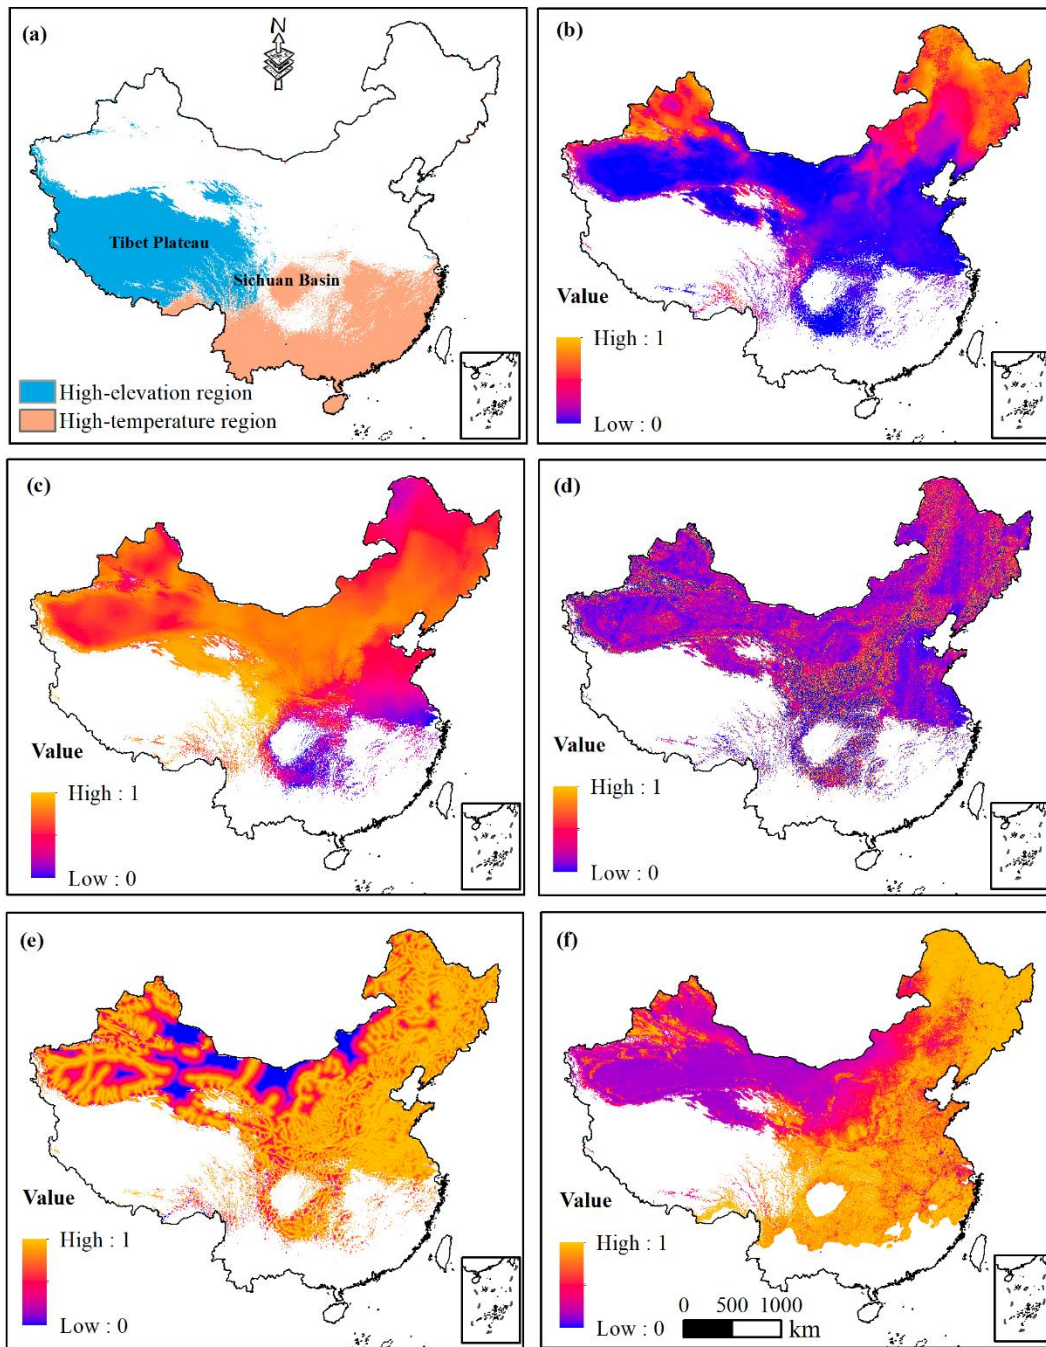 (a)
N
Tibet Plateau
Sichuan Basin
High-elevation region
High-temperature region
(b)
Value
High : 1
Low : 0
(c)
Value
High : 1
Low : 0
(d)
Value
High : 1
Low : 0
(e)
Value
High : 1
Low : 0
(f)
Value
High : 1
Low : 0
0 500 1000
km